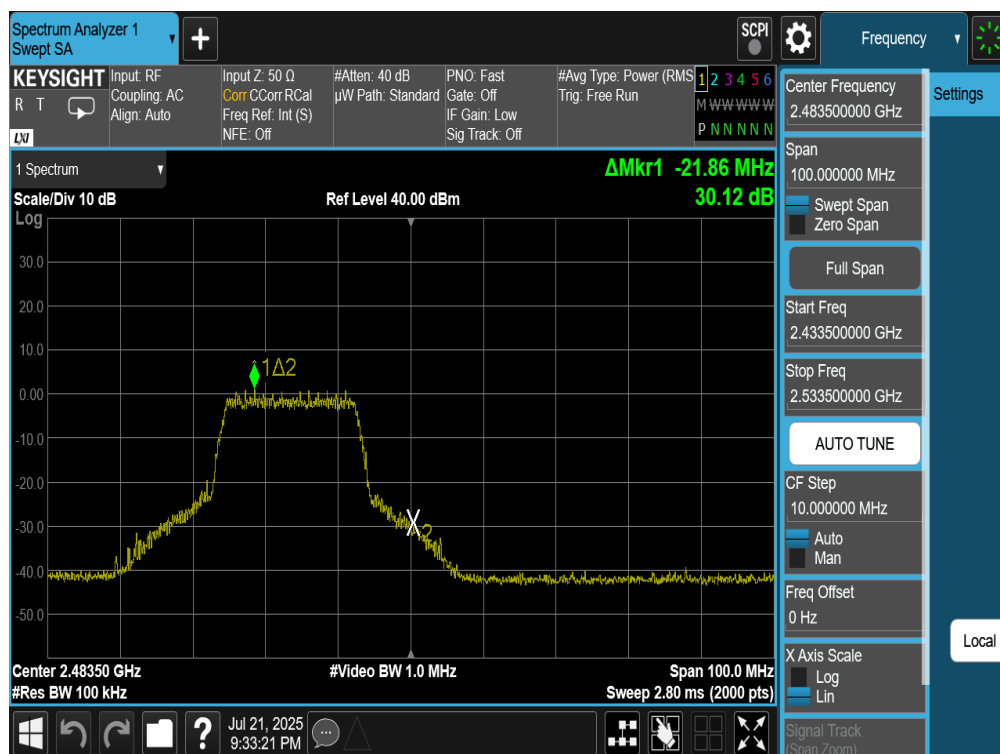 Spectrum Analyzer 1
Swept SA
SCPI
Frequency
KEYSIGHT
R T
LXI
Input: RF
Coupling: AC
Align: Auto
Input Z: 50 Ω
Corr CCorr RCal
Freq Ref: Int (S)
NFE: Off
#Atten: 40 dB
µW Path: Standard
PNO: Fast
Gate: Off
IF Gain: Low
Sig Track: Off
#Avg Type: Power (RMS
Trig: Free Run
1 2 3 4 5 6
M W W W W W
P N N N N N
Center Frequency
2.483500000 GHz
Settings
1 Spectrum
ΔMkr1 -21.86 MHz
30.12 dB
Scale/Div 10 dB
Ref Level 40.00 dBm
Log
30.0
20.0
10.0
0.00
-10.0
-20.0
-30.0
-40.0
-50.0
1Δ2
X2
Center 2.48350 GHz
#Video BW 1.0 MHz
Span 100.0 MHz
#Res BW 100 kHz
Sweep 2.80 ms (2000 pts)
Span
100.000000 MHz
Swept Span
Zero Span
Full Span
Start Freq
2.433500000 GHz
Stop Freq
2.533500000 GHz
AUTO TUNE
CF Step
10.000000 MHz
Auto
Man
Freq Offset
0 Hz
Local
X Axis Scale
Log
Lin
Signal Track
(Span Zoom)
?
Jul 21, 2025
9:33:21 PM